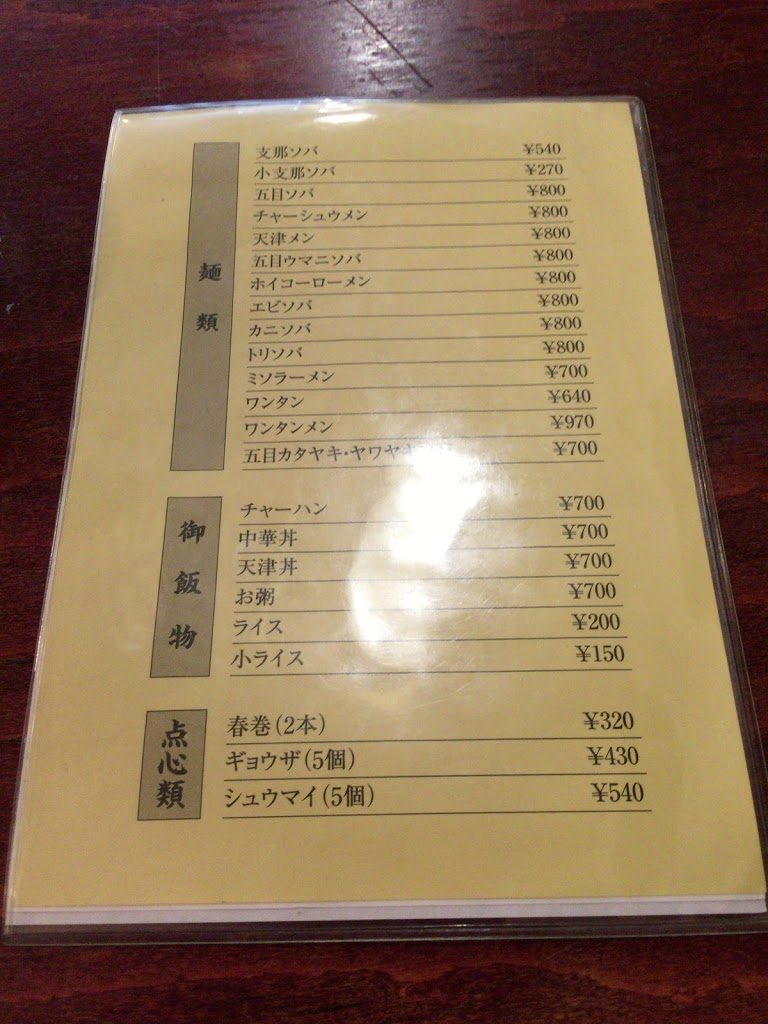 麺類
支那ソバ ¥540
小支那ソバ ¥270
五目ソバ ¥800
チャーシュウメン ¥800
天津メン ¥800
五目ウマニソバ ¥800
ホイコーローメン ¥800
エビソバ ¥800
カニソバ ¥800
トリソバ ¥800
ミソラーメン ¥700
ワンタン ¥640
ワンタンメン ¥970
五目カタヤキ・ヤワヤキ ¥700
御飯物
チャーハン ¥700
中華丼 ¥700
天津丼 ¥700
お粥 ¥700
ライス ¥200
小ライス ¥150
点心類
春巻(2本) ¥320
ギョウザ(5個) ¥430
シュウマイ(5個) ¥540